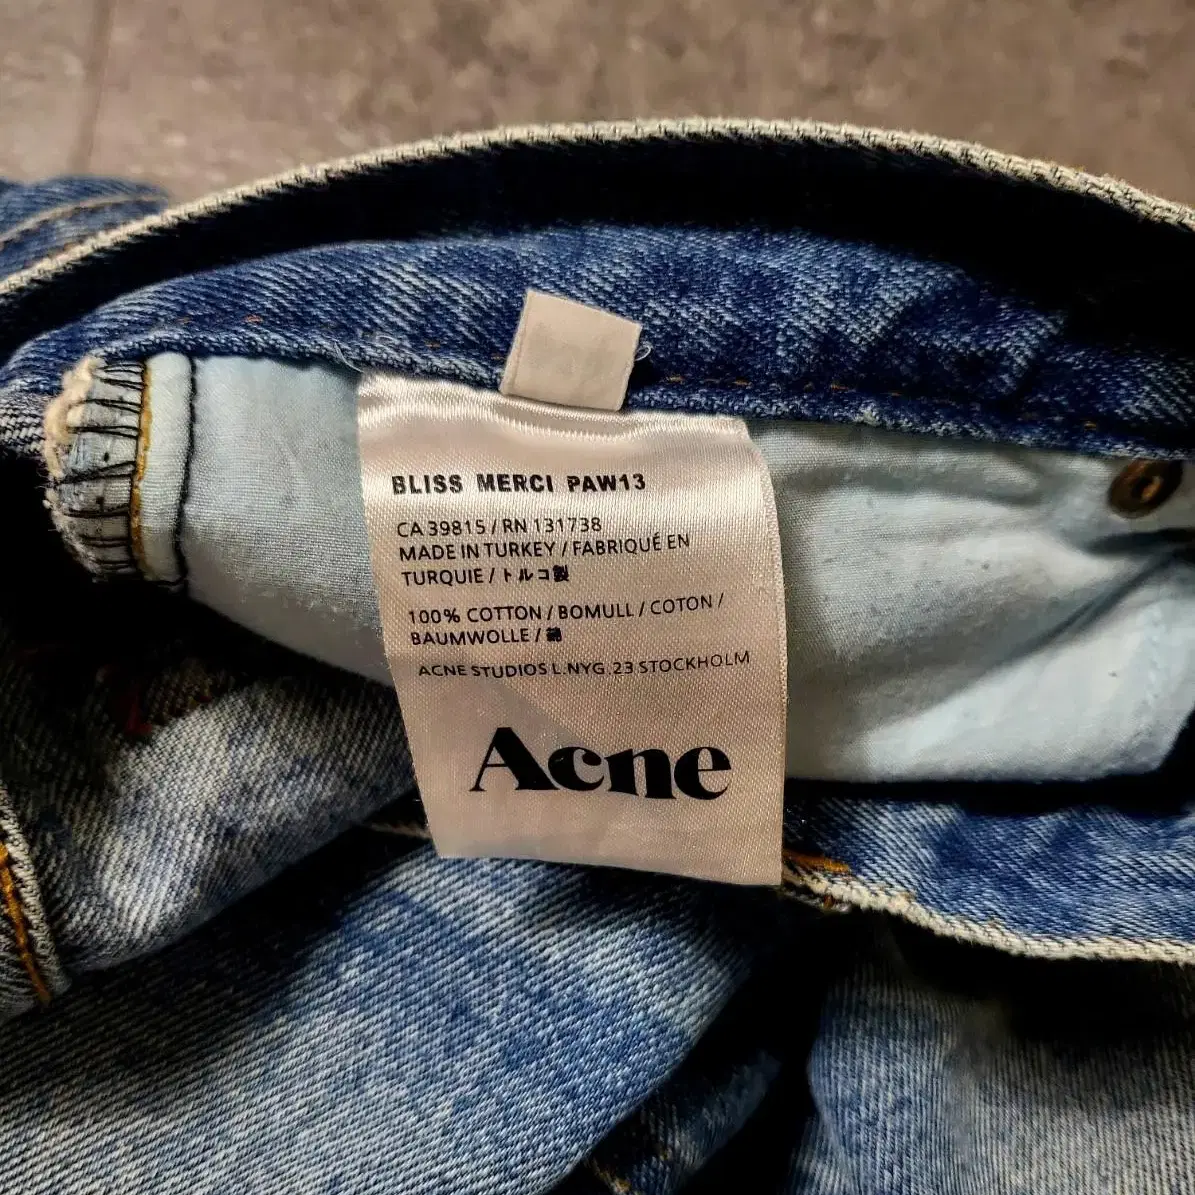 BLISS MERCI PAW13
CA 39815 / RN 131738
MADE IN TURKEY / FABRIQUÉ EN
TURQUIE / トルコ製
100% COTTON / BOMULL / COTON /
BAUMWOLLE / 綿
ACNE STUDIOS L.NYG.23 STOCKHOLM
Acne